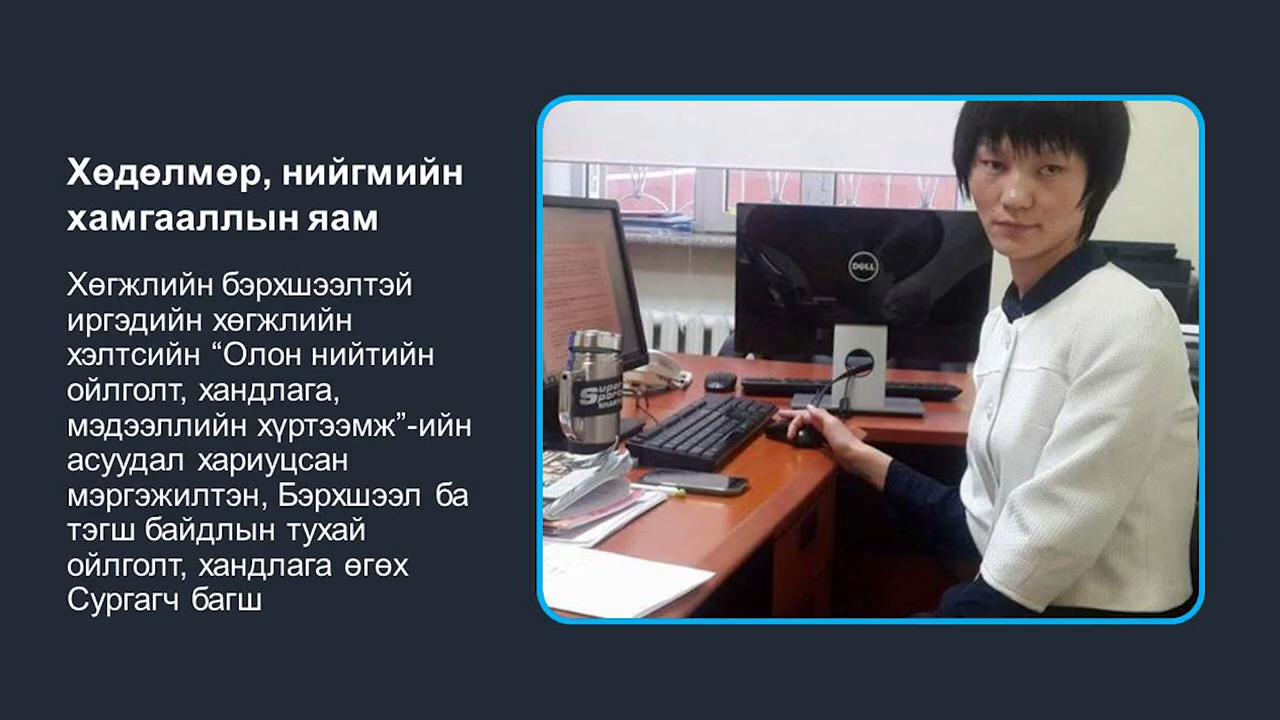 Хөдөлмөр, нийгмийн
хамгааллын яам
Хөгжлийн бэрхшээлтэй
иргэдийн хөгжлийн
хэлтсийн “Олон нийтийн
ойлголт, хандлага,
мэдээллийн хүртээмж”-ийн
асуудал хариуцсан
мэргэжилтэн, Бэрхшээл ба
тэгш байдлын тухай
ойлголт, хандлага өгөх
Сургагч багш
DELL
Super
Sparo